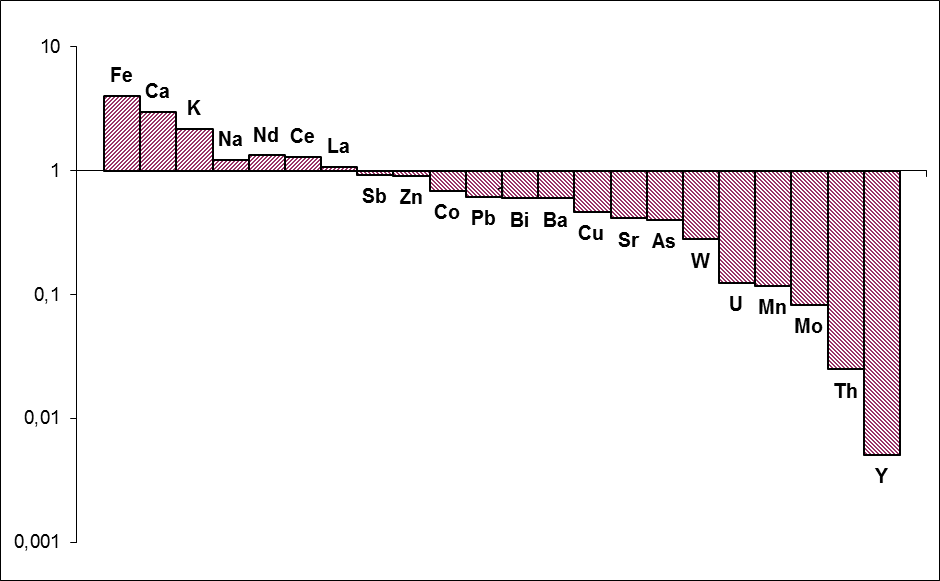 10
Fe
Ca
K
Na
Nd
Ce
La
1
Sb
Zn
Co
Pb
Bi
Ba
Cu
Sr
As
W
0,1
U
Mn
Mo
Th
0,01
Y
0,001